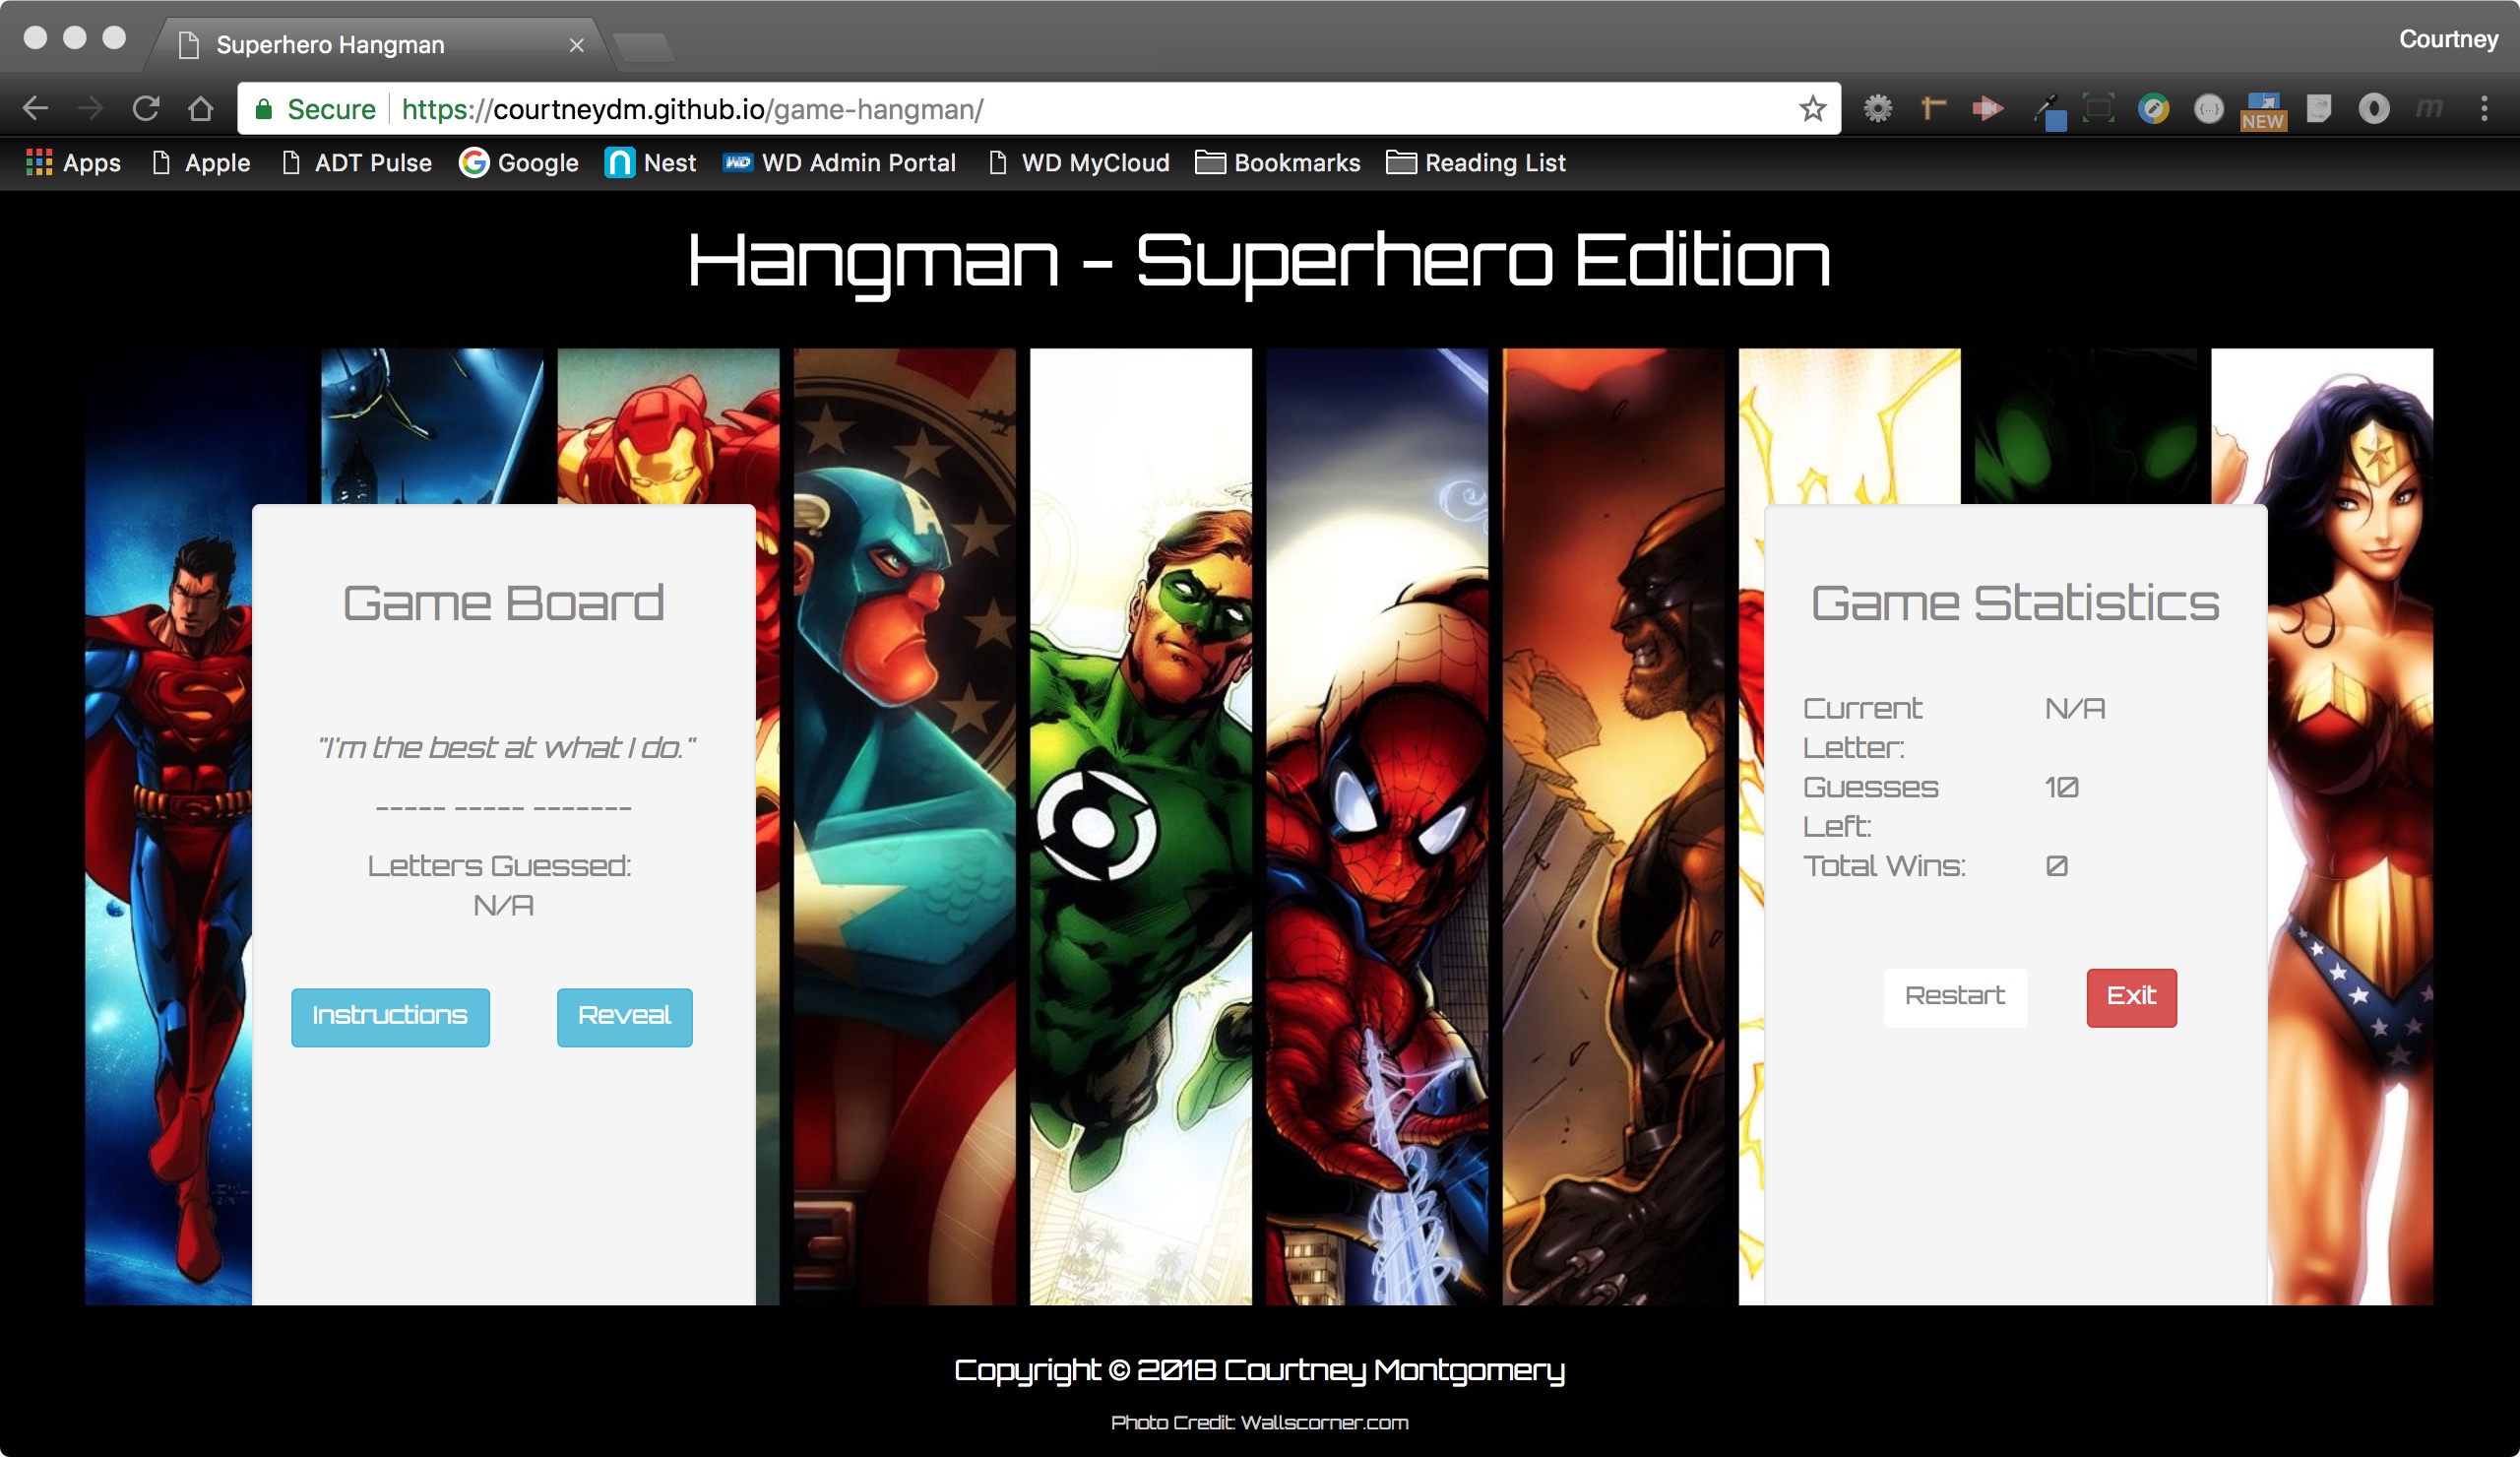 Superhero Hangman
Courtney
Secure https://courtneydm.github.io/game-hangman/
NEW
Apps Apple ADT Pulse Google Nest WD WD Admin Portal WD MyCloud Bookmarks Reading List
Hangman - Superhero Edition
Game Board
"I'm the best at what I do."
----- ----- -------
Letters Guessed:
N/A
Instructions Reveal
Game Statistics
Current Letter: N/A
Guesses Left: 10
Total Wins: 0
Restart Exit
Copyright © 2018 Courtney Montgomery
Photo Credit: Wallscorner.com